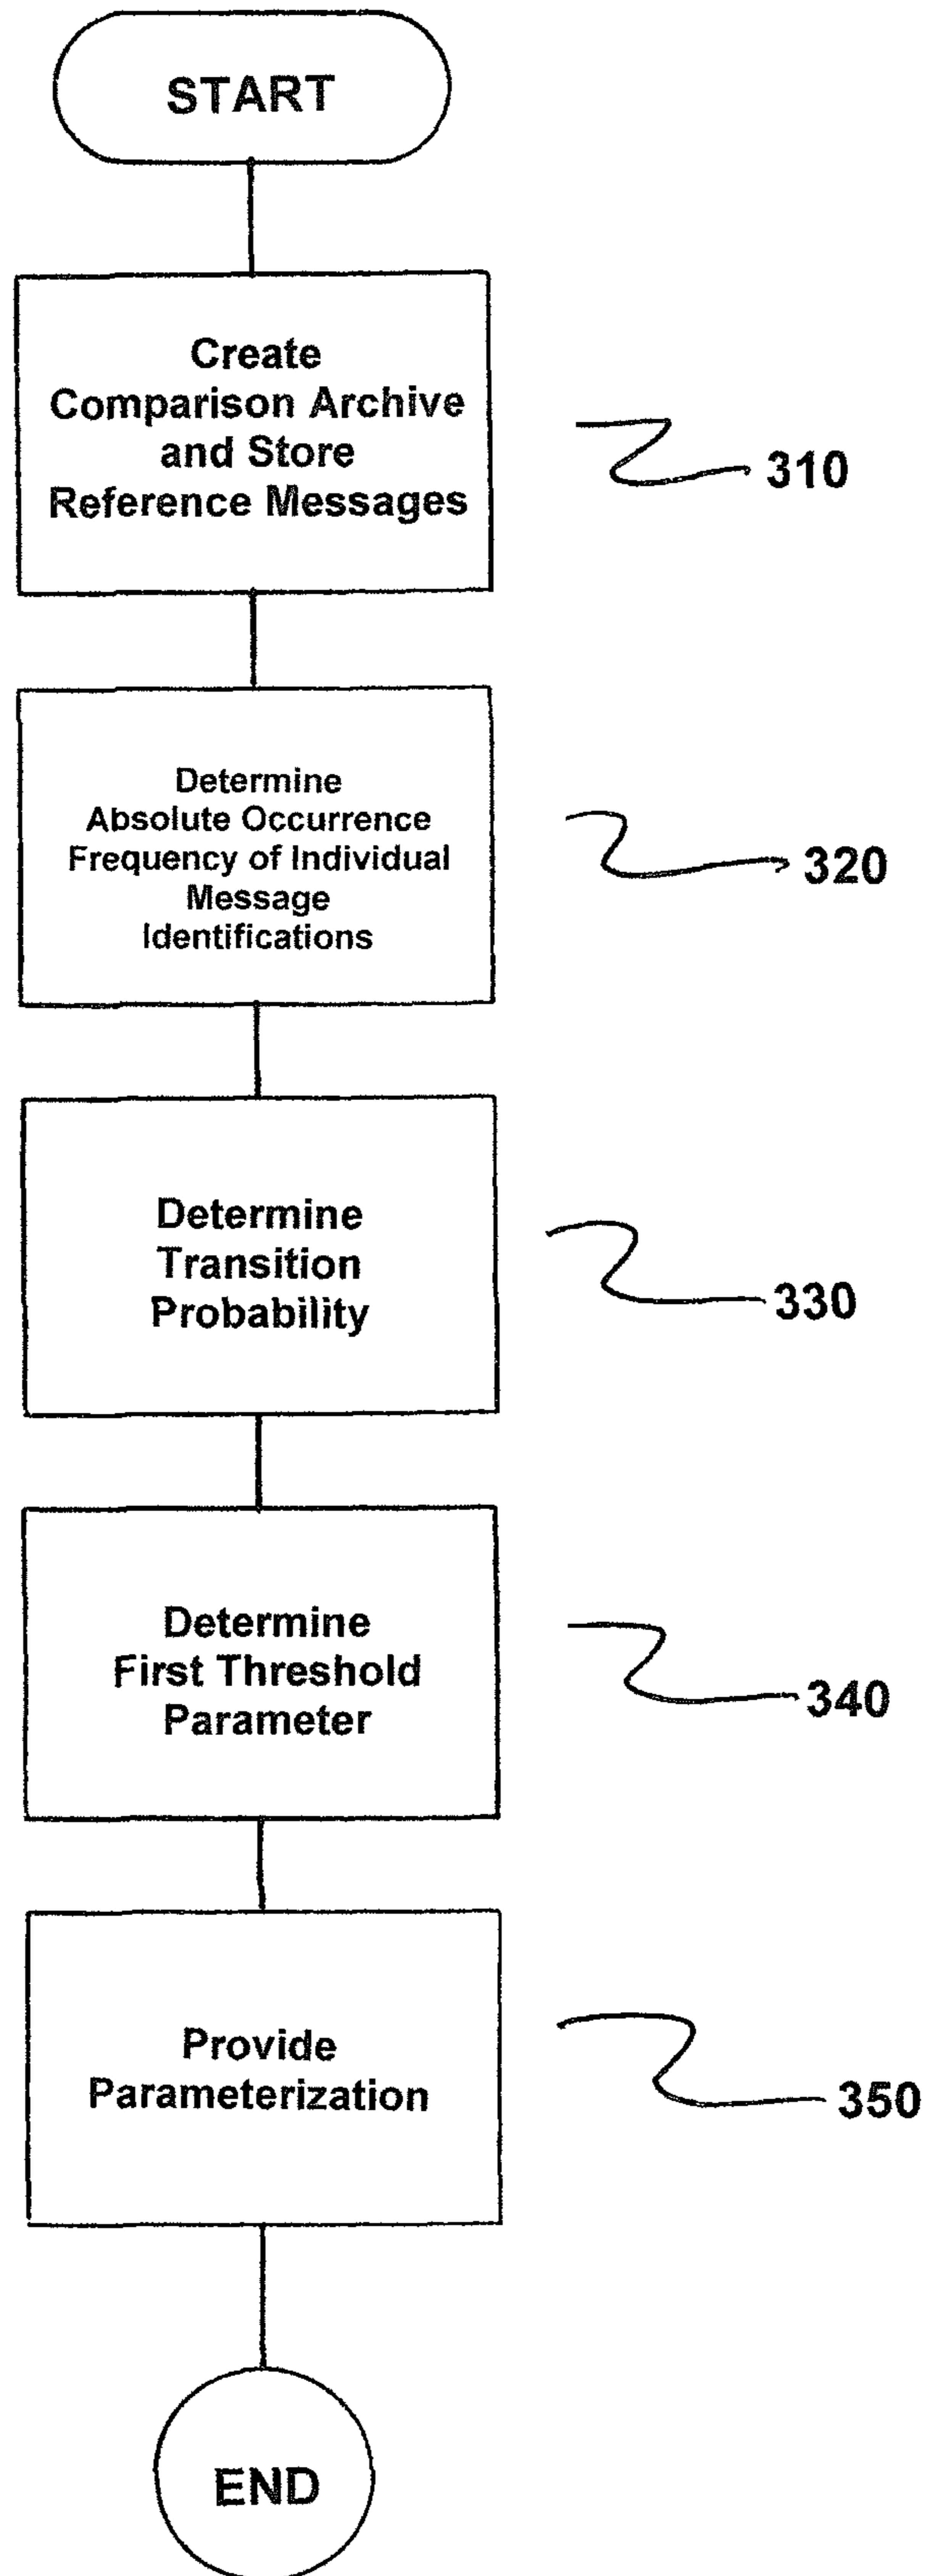 START
Create
Comparison Archive
and Store
Reference Messages
310
Determine
Absolute Occurrence
Frequency of Individual
Message
Identifications
320
Determine
Transition
Probability
330
Determine
First Threshold
Parameter
340
Provide
Parameterization
350
END